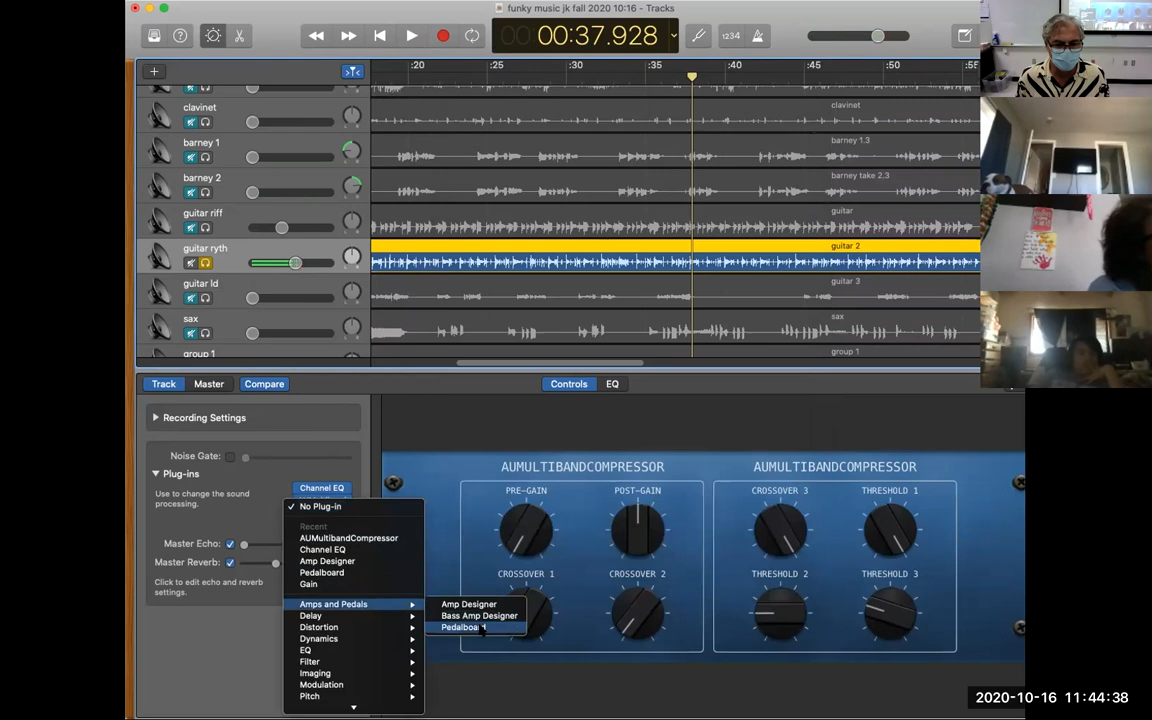 funky music jk fall 2020 10:16 - Tracks
00:37.928
1234
:20 :25 :30 :35 :40 :45 :50 :55
clavinet
clavinet
barney 1
barney 1.3
barney 2
barney take 2.3
guitar riff
guitar
guitar ryth
guitar 2
guitar ld
guitar 3
sax
sax
group 1
group 1
Track Master Compare Controls EQ
Recording Settings
Noise Gate:
Plug-ins
Use to change the sound
processing.
Channel EQ
Master Echo:
Master Reverb:
Click to edit echo and reverb
settings.
✓ No Plug-in
Recent
AUMultibandCompressor
Channel EQ
Amp Designer
Pedalboard
Gain
Amps and Pedals
Delay
Distortion
Dynamics
EQ
Filter
Imaging
Modulation
Pitch
Amp Designer
Bass Amp Designer
Pedalboard
AUMULTIBANDCOMPRESSOR AUMULTIBANDCOMPRESSOR
PRE-GAIN POST-GAIN CROSSOVER 3 THRESHOLD 1
CROSSOVER 1 CROSSOVER 2 THRESHOLD 2 THRESHOLD 3
2020-10-16 11:44:38